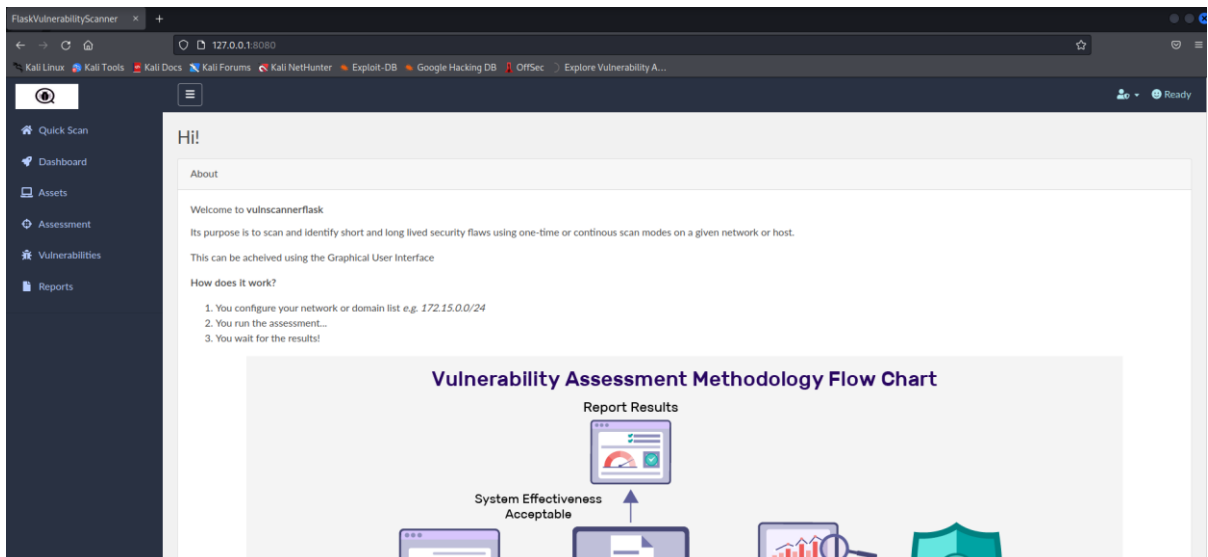 FlaskVulnerabilityScanner
127.0.0.1:8080
Kali Linux Kali Tools Kali Docs Kali Forums Kali NetHunter Exploit-DB Google Hacking DB OffSec Explore Vulnerability A...
Ready
Quick Scan
Dashboard
Assets
Assessment
Vulnerabilities
Reports
Hi!
About
Welcome to vulnscannerflask
Its purpose is to scan and identify short and long lived security flaws using one-time or continous scan modes on a given network or host.
This can be acheived using the Graphical User Interface
How does it work?
1. You configure your network or domain list e.g. 172.15.0.0/24
2. You run the assessment...
3. You wait for the results!
Vulnerability Assessment Methodology Flow Chart
Report Results
System Effectiveness
Acceptable